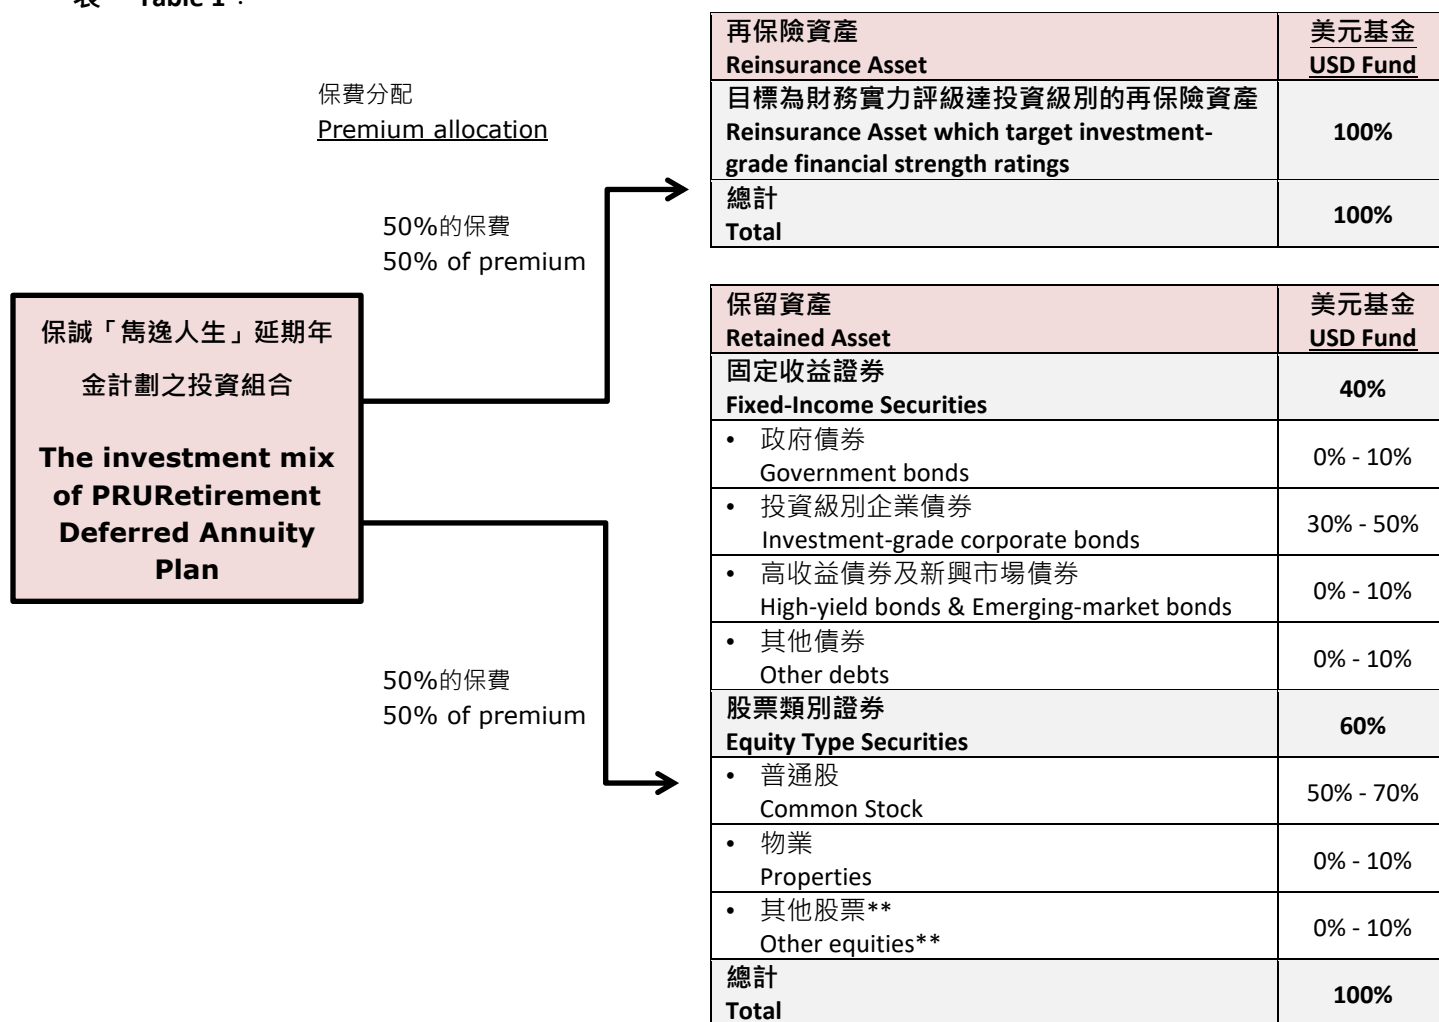 表一 Table 1：
保費分配
Premium allocation
50%的保費
50% of premium
保誠「雋逸人生」延期年
金計劃之投資組合
The investment mix
of PRURetirement
Deferred Annuity
Plan
50%的保費
50% of premium
再保險資產 美元基金
Reinsurance Asset USD Fund
目標為財務實力評級達投資級別的再保險資產
Reinsurance Asset which target investment- 100%
grade financial strength ratings
總計
Total 100%
保留資產 美元基金
Retained Asset USD Fund
固定收益證券
Fixed-Income Securities 40%
• 政府債券
Government bonds 0% - 10%
• 投資級別企業債券
Investment-grade corporate bonds 30% - 50%
• 高收益債券及新興市場債券
High-yield bonds & Emerging-market bonds 0% - 10%
• 其他債券
Other debts 0% - 10%
股票類別證券
Equity Type Securities 60%
• 普通股
Common Stock 50% - 70%
• 物業
Properties 0% - 10%
• 其他股票**
Other equities** 0% - 10%
總計
Total 100%